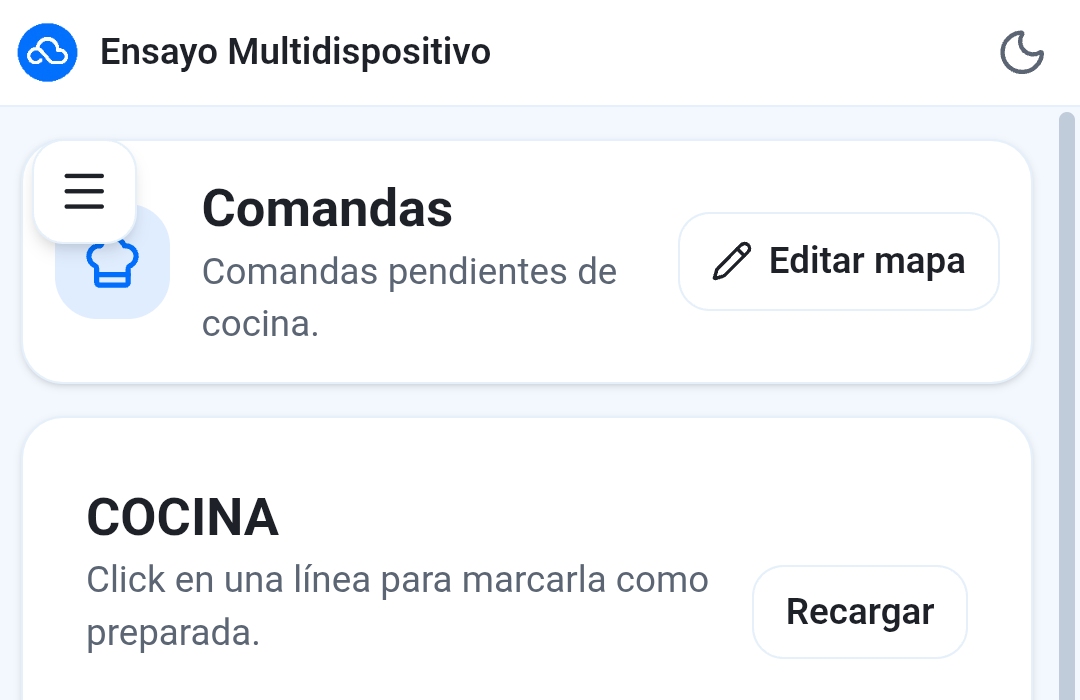 Ensayo Multidispositivo
Comandas
Comandas pendientes de
cocina.
Editar mapa
COCINA
Click en una línea para marcarla como
preparada.
Recargar